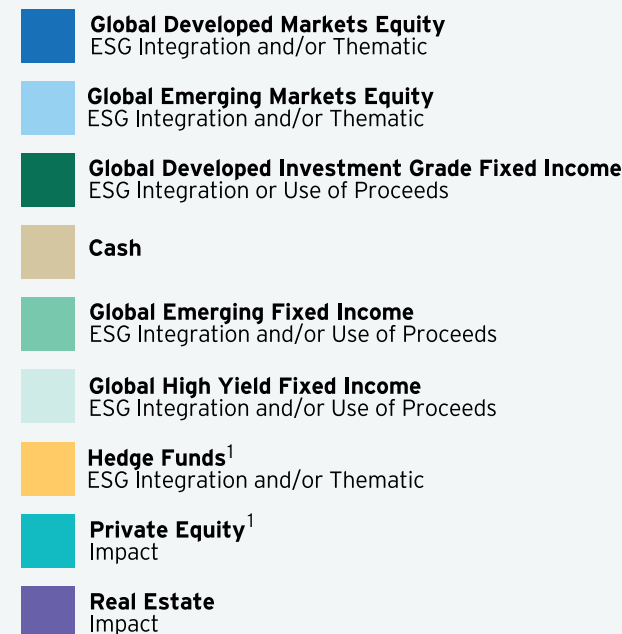 Global Developed Markets Equity
ESG Integration and/or Thematic
Global Emerging Markets Equity
ESG Integration and/or Thematic
Global Developed Investment Grade Fixed Income
ESG Integration or Use of Proceeds
Cash
Global Emerging Fixed Income
ESG Integration and/or Use of Proceeds
Global High Yield Fixed Income
ESG Integration and/or Use of Proceeds
Hedge Funds¹
ESG Integration and/or Thematic
Private Equity¹
Impact
Real Estate
Impact